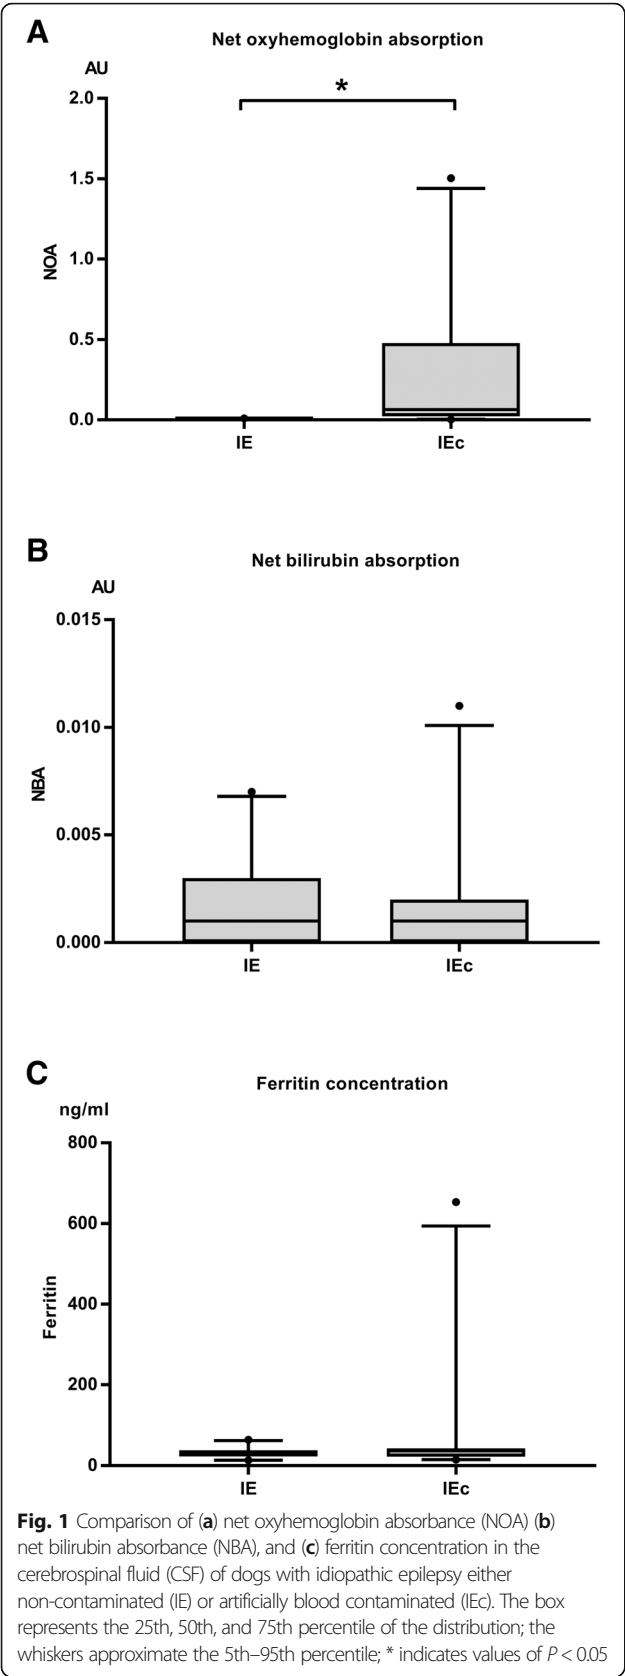 A
Net oxyhemoglobin absorption
AU
*
2.0
1.5
1.0
0.5
0.0
NOA
IE IEc
B
Net bilirubin absorption
AU
0.015
0.010
0.005
0.000
NBA
IE IEc
C
Ferritin concentration
ng/ml
800
600
400
200
0
Ferritin
IE IEc
Fig. 1 Comparison of (a) net oxyhemoglobin absorbance (NOA) (b)
net bilirubin absorbance (NBA), and (c) ferritin concentration in the
cerebrospinal fluid (CSF) of dogs with idiopathic epilepsy either
non-contaminated (IE) or artificially blood contaminated (IEc). The box
represents the 25th, 50th, and 75th percentile of the distribution; the
whiskers approximate the 5th–95th percentile; * indicates values of P < 0.05